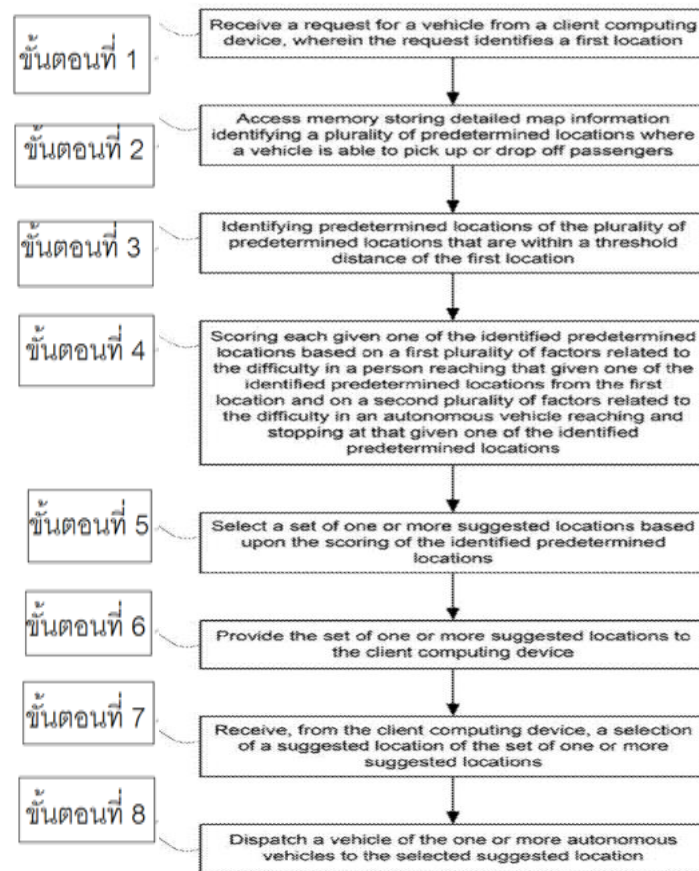 ขั้นตอนที่ 1
Receive a request for a vehicle from a client computing
device, wherein the request identifies a first location
ขั้นตอนที่ 2
Access memory storing detailed map information
identifying a plurality of predetermined locations where
a vehicle is able to pick up or drop off passengers
ขั้นตอนที่ 3
Identifying predetermined locations of the plurality of
predetermined locations that are within a threshold
distance of the first location
ขั้นตอนที่ 4
Scoring each given one of the identified predetermined
locations based on a first plurality of factors related to
the difficulty in a person reaching that given one of the
identified predetermined locations from the first
location and on a second plurality of factors related to
the difficulty in an autonomous vehicle reaching and
stopping at that given one of the identified
predetermined locations
ขั้นตอนที่ 5
Select a set of one or more suggested locations based
upon the scoring of the identified predetermined
locations
ขั้นตอนที่ 6
Provide the set of one or more suggested locations to
the client computing device
ขั้นตอนที่ 7
Receive, from the client computing device, a selection
of a suggested location of the set of one or more
suggested locations
ขั้นตอนที่ 8
Dispatch a vehicle of the one or more autonomous
vehicles to the selected suggested location